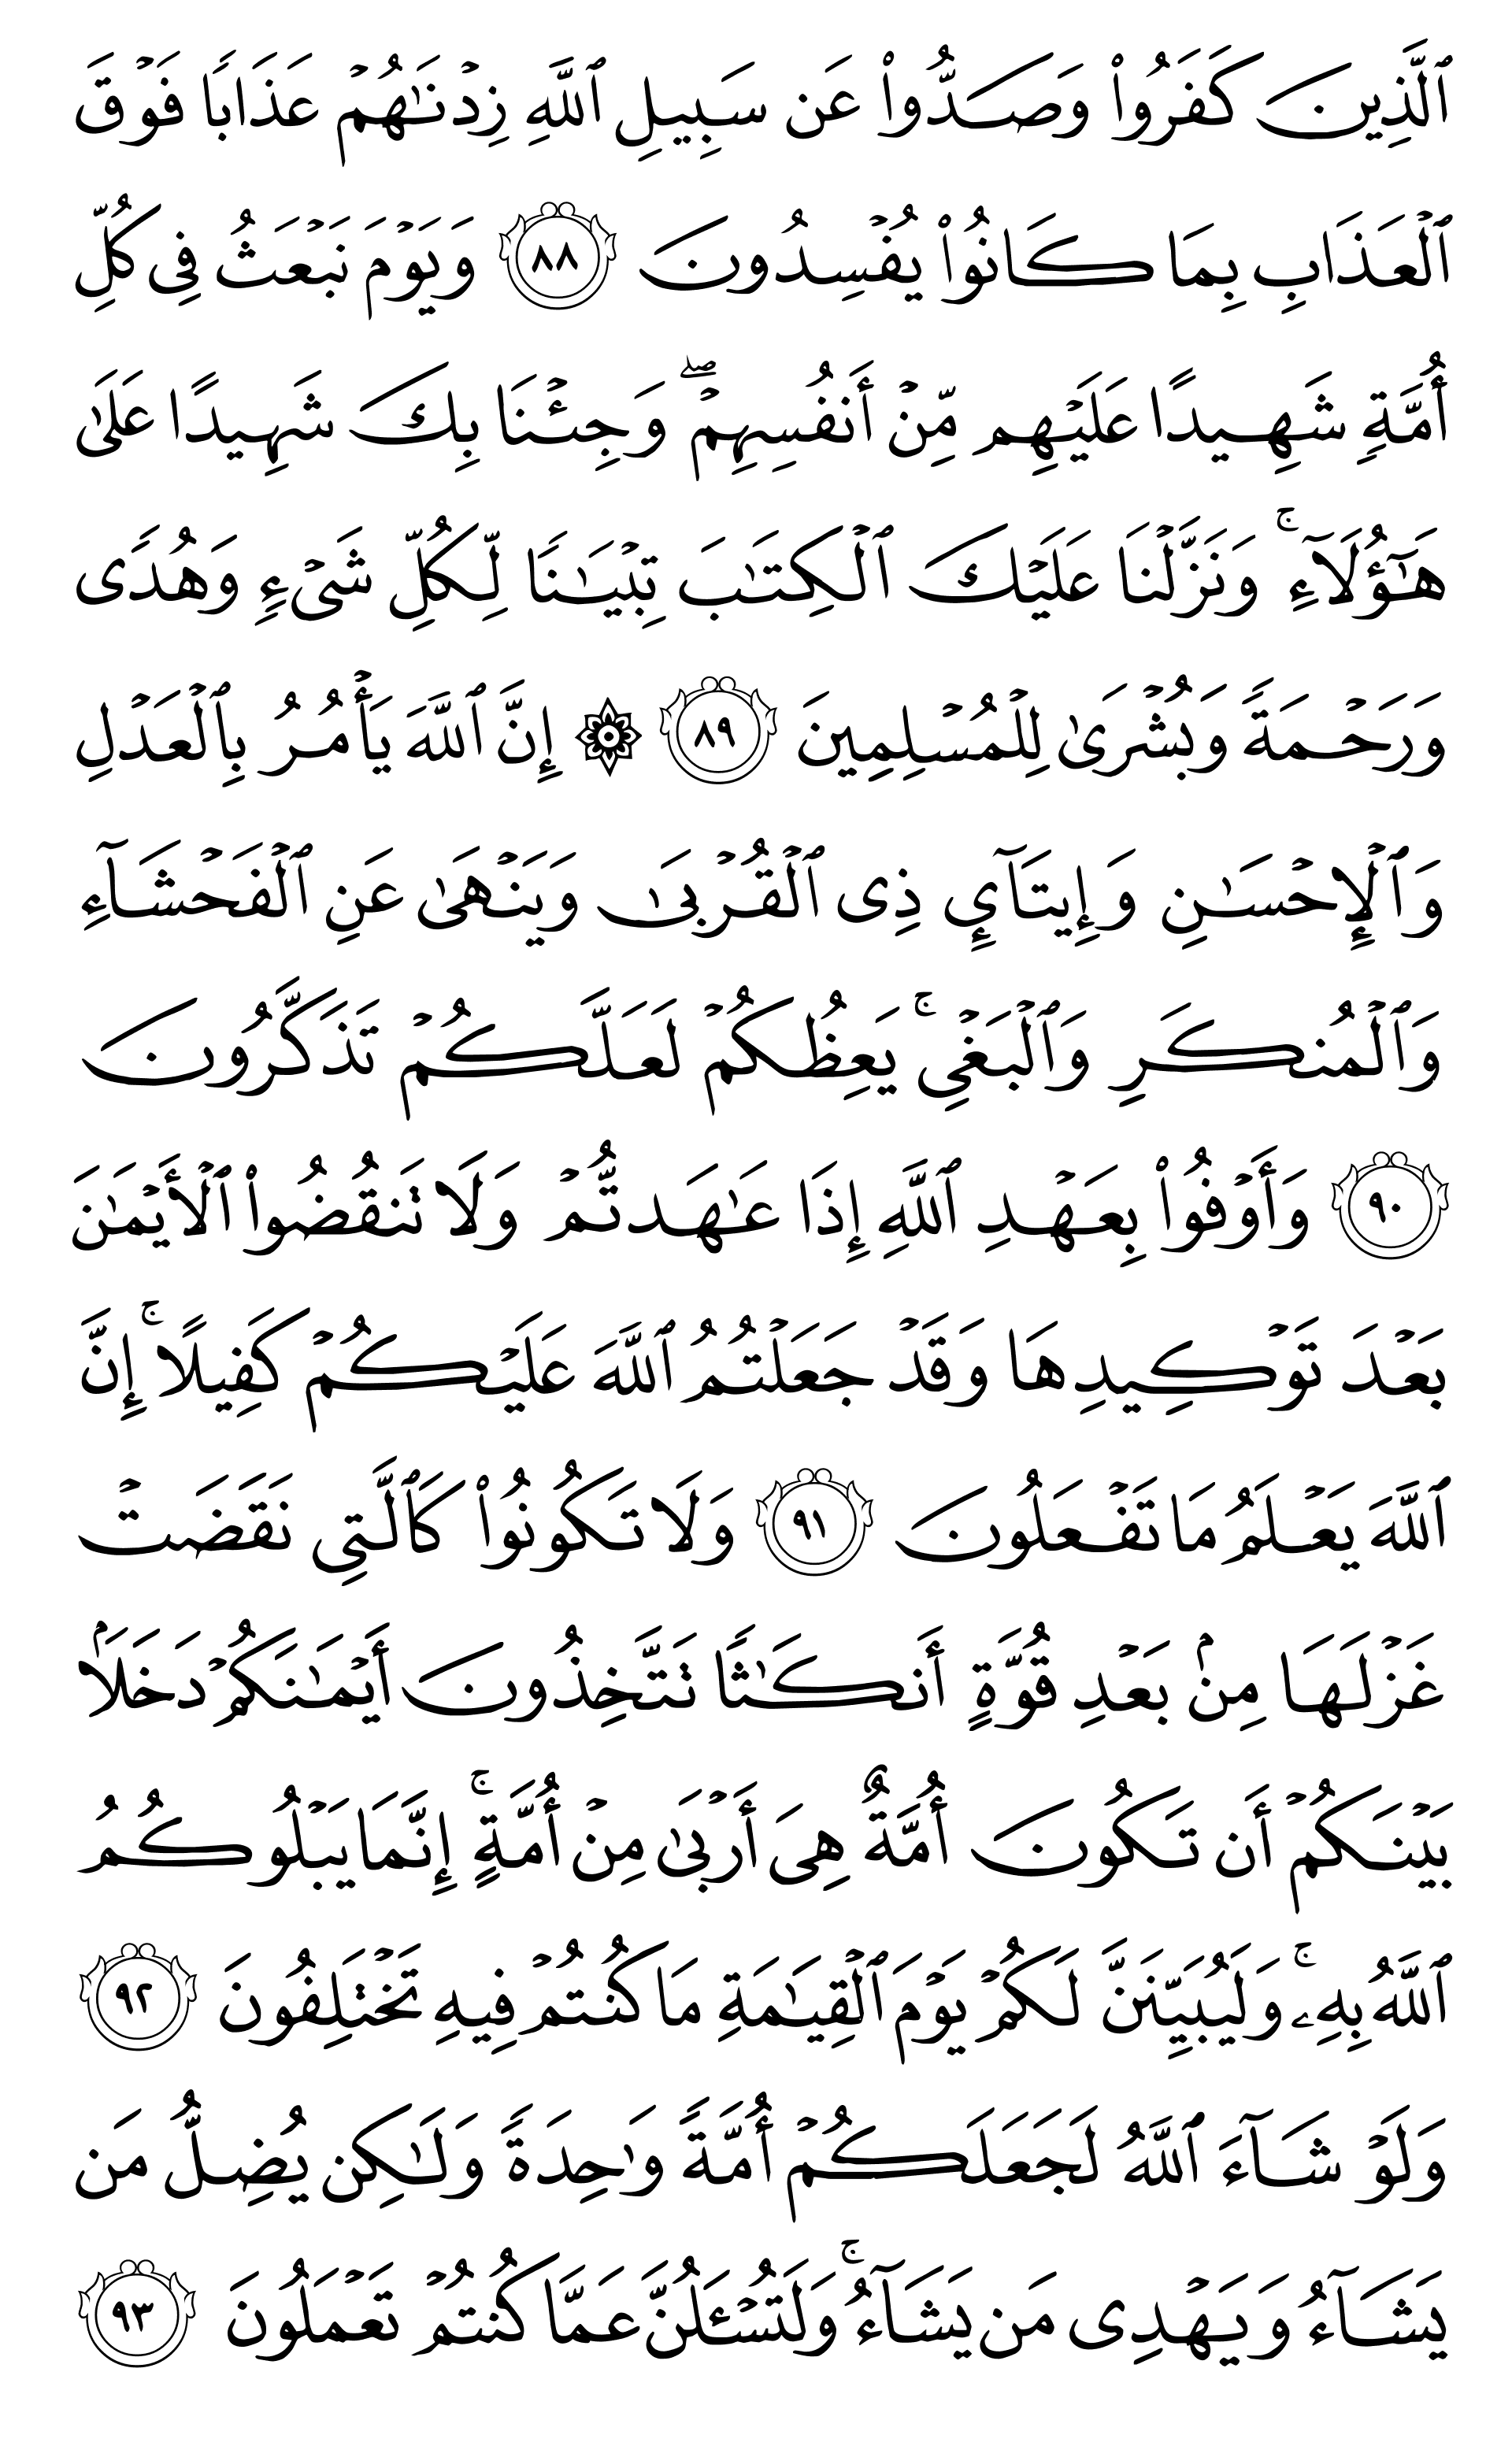 ٱلَّذِينَ كَفَرُوا۟ وَصَدُّوا۟ عَن سَبِيلِ ٱللَّهِ زِدْنَـٰهُمْ عَذَابًا فَوْقَ
ٱلْعَذَابِ بِمَا كَانُوا۟ يُفْسِدُونَ ٨٨ وَيَوْمَ نَبْعَثُ فِى كُلِّ
أُمَّةٍ شَهِيدًا عَلَيْهِم مِّنْ أَنفُسِهِمْ ۖ وَجِئْنَا بِكَ شَهِيدًا عَلَىٰ
هَـٰٓؤُلَآءِ ۚ وَنَزَّلْنَا عَلَيْكَ ٱلْكِتَـٰبَ تِبْيَـٰنًا لِّكُلِّ شَىْءٍ وَهُدًى
وَرَحْمَةً وَبُشْرَىٰ لِلْمُسْلِمِينَ ٨٩ ۞ إِنَّ ٱللَّهَ يَأْمُرُ بِٱلْعَدْلِ
وَٱلْإِحْسَـٰنِ وَإِيتَآئِ ذِى ٱلْقُرْبَىٰ وَيَنْهَىٰ عَنِ ٱلْفَحْشَآءِ
وَٱلْمُنكَرِ وَٱلْبَغْىِ ۚ يَعِظُكُمْ لَعَلَّكُمْ تَذَكَّرُونَ
٩٠ وَأَوْفُوا۟ بِعَهْدِ ٱللَّهِ إِذَا عَـٰهَدتُّمْ وَلَا تَنقُضُوا۟ ٱلْأَيْمَـٰنَ
بَعْدَ تَوْكِيدِهَا وَقَدْ جَعَلْتُمُ ٱللَّهَ عَلَيْكُمْ كَفِيلًا ۚ إِنَّ
ٱللَّهَ يَعْلَمُ مَا تَفْعَلُونَ ٩١ وَلَا تَكُونُوا۟ كَٱلَّتِى نَقَضَتْ
غَزْلَهَا مِنۢ بَعْدِ قُوَّةٍ أَنكَـٰثًا تَتَّخِذُونَ أَيْمَـٰنَكُمْ دَخَلًۢا
بَيْنَكُمْ أَن تَكُونَ أُمَّةٌ هِىَ أَرْبَىٰ مِنْ أُمَّةٍ ۚ إِنَّمَا يَبْلُوكُمُ
ٱللَّهُ بِهِۦ ۚ وَلَيُبَيِّنَنَّ لَكُمْ يَوْمَ ٱلْقِيَـٰمَةِ مَا كُنتُمْ فِيهِ تَخْتَلِفُونَ ٩٢
وَلَوْ شَآءَ ٱللَّهُ لَجَعَلَكُمْ أُمَّةً وَٰحِدَةً وَلَـٰكِن يُضِلُّ مَن
يَشَآءُ وَيَهْدِى مَن يَشَآءُ ۚ وَلَتُسْـَٔلُنَّ عَمَّا كُنتُمْ تَعْمَلُونَ ٩٣